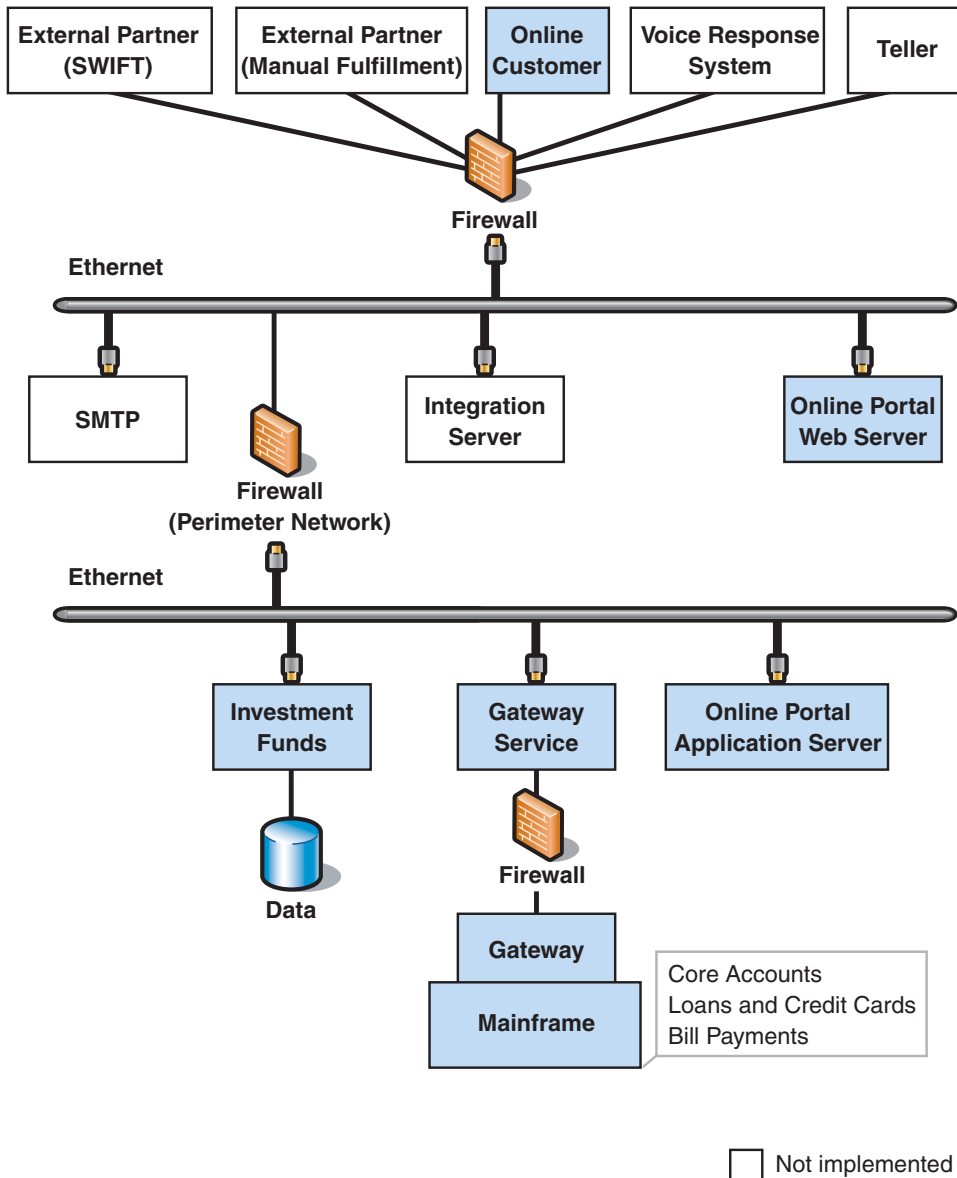 External Partner
(SWIFT)
External Partner
(Manual Fulfillment)
Online
Customer
Voice Response
System
Teller
Firewall
Ethernet
SMTP
Integration
Server
Online Portal
Web Server
Firewall
(Perimeter Network)
Ethernet
Investment
Funds
Gateway
Service
Online Portal
Application Server
Data
Firewall
Gateway
Mainframe
Core Accounts
Loans and Credit Cards
Bill Payments
Not implemented